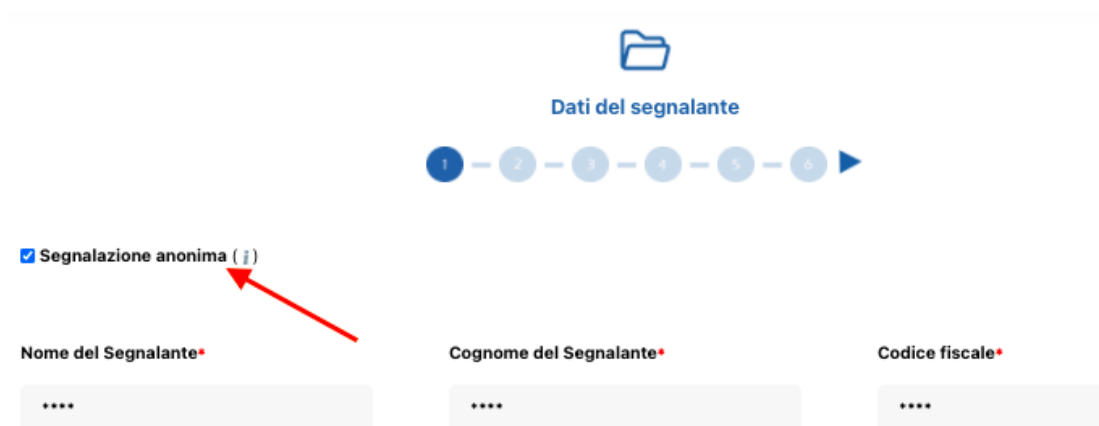 Dati del segnalante
1 2 3 4 5 6
Segnalazione anonima (i)
Nome del Segnalante* Cognome del Segnalante* Codice fiscale*
**** **** ****